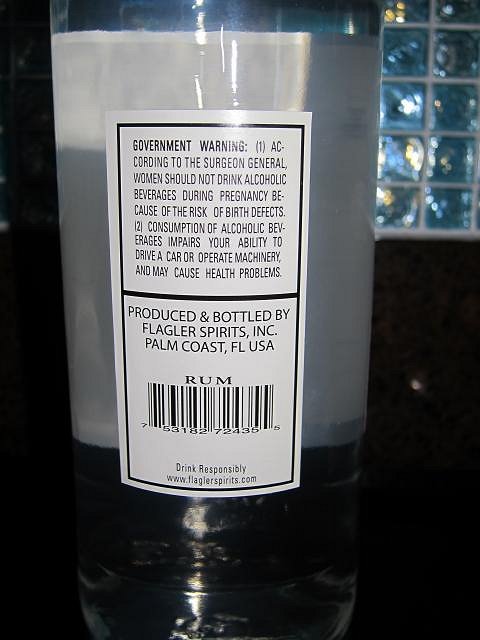 GOVERNMENT WARNING: (1) AC-
CORDING TO THE SURGEON GENERAL,
WOMEN SHOULD NOT DRINK ALCOHOLIC
BEVERAGES DURING PREGNANCY BE-
CAUSE OF THE RISK OF BIRTH DEFECTS.
(2) CONSUMPTION OF ALCOHOLIC BEV-
ERAGES IMPAIRS YOUR ABILITY TO
DRIVE A CAR OR OPERATE MACHINERY,
AND MAY CAUSE HEALTH PROBLEMS.
PRODUCED & BOTTLED BY
FLAGLER SPIRITS, INC.
PALM COAST, FL USA
RUM
7 53182 72435 5
Drink Responsibly
www.flaglerspirits.com